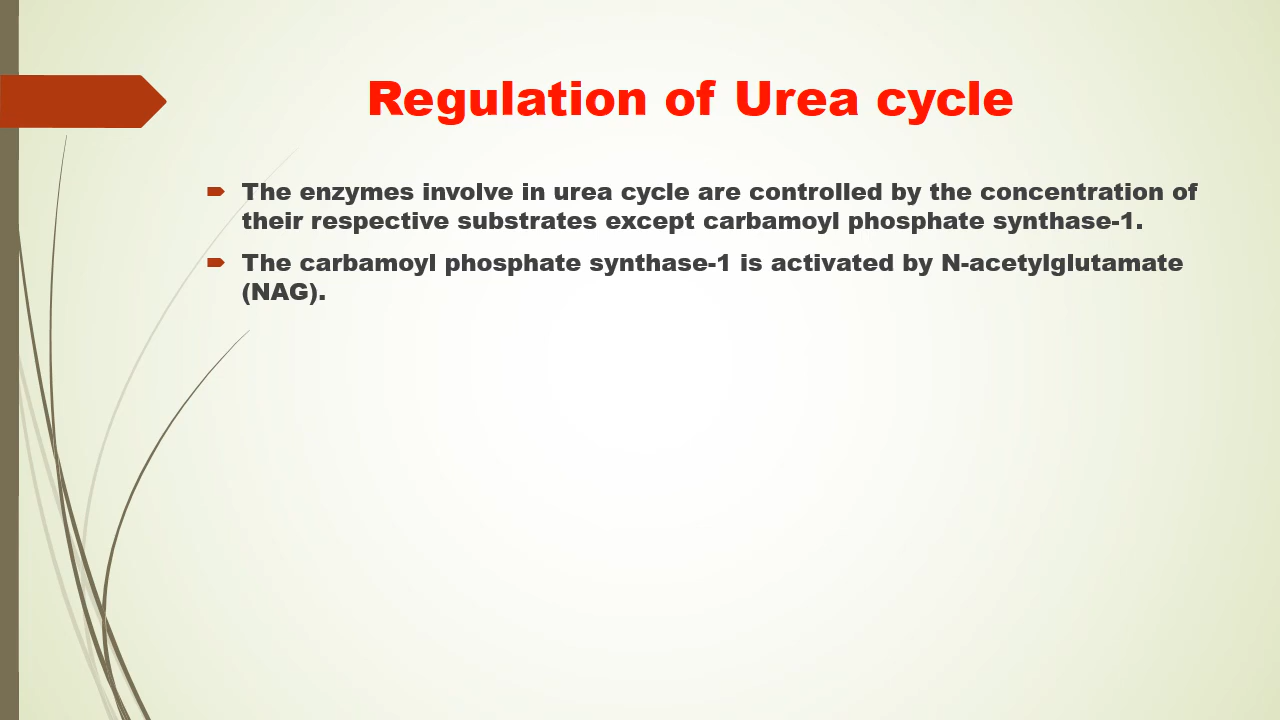 Regulation of Urea cycle
The enzymes involve in urea cycle are controlled by the concentration of
their respective substrates except carbamoyl phosphate synthase-1.
The carbamoyl phosphate synthase-1 is activated by N-acetylglutamate
(NAG).